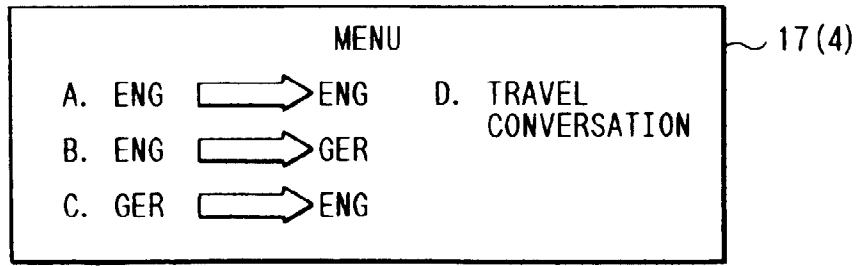 MENU
17(4)
A. ENG ENG
B. ENG GER
C. GER ENG
D. TRAVEL
CONVERSATION